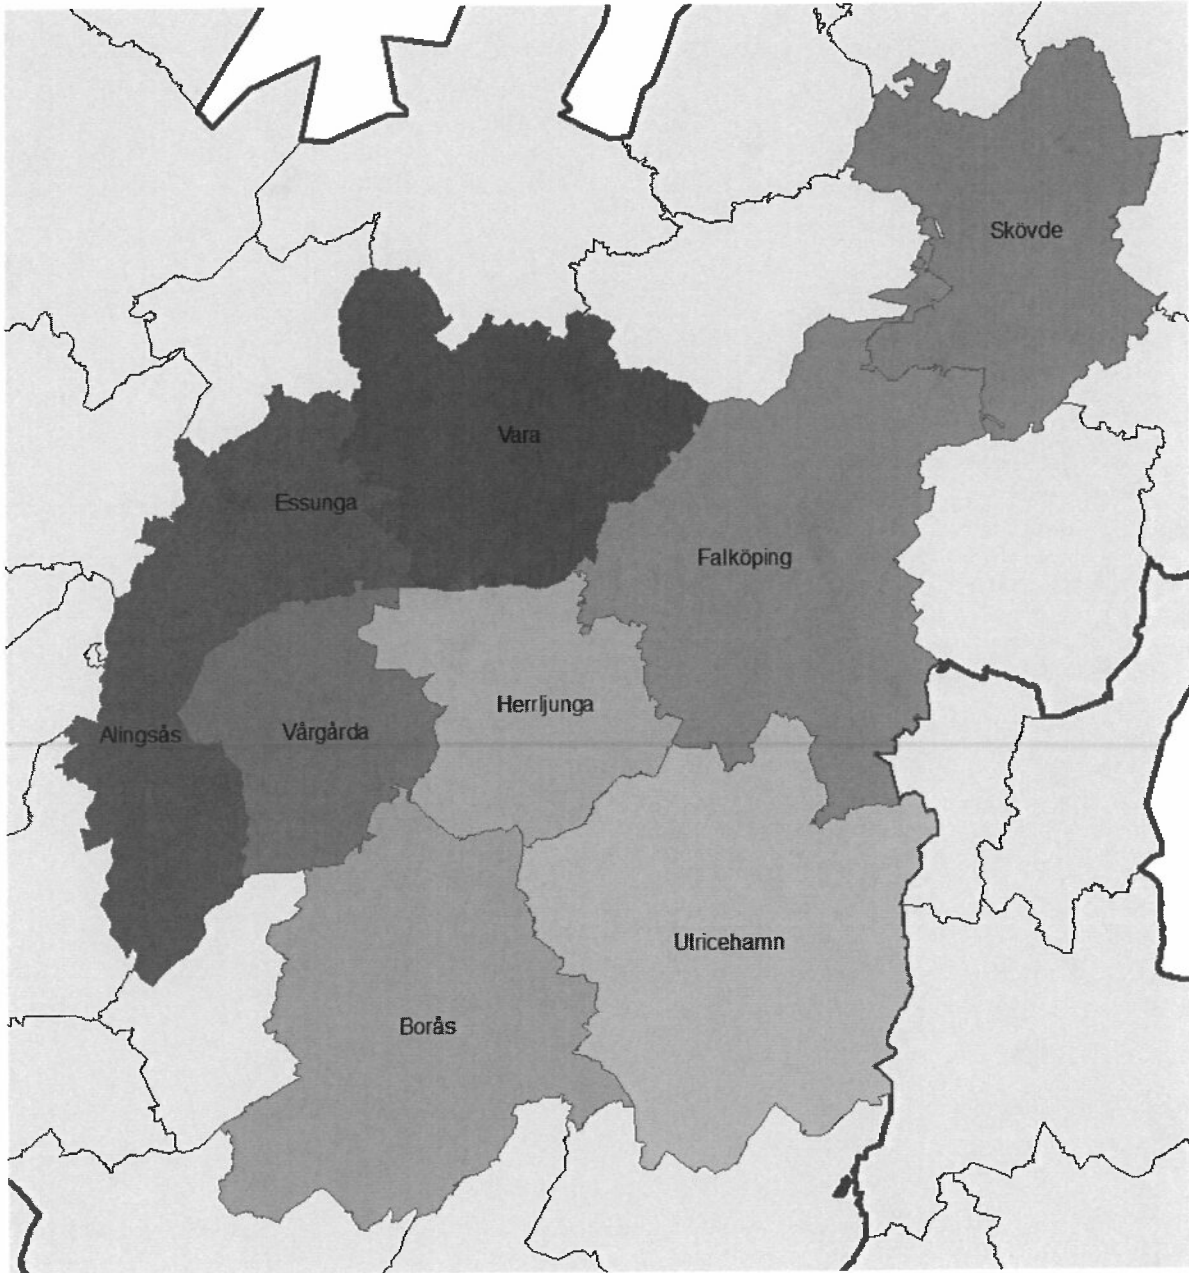 Skövde
Vara
Essunga
Falköping
Herrljunga
Vårgårda
Alingsås
Ulricehamn
Borås